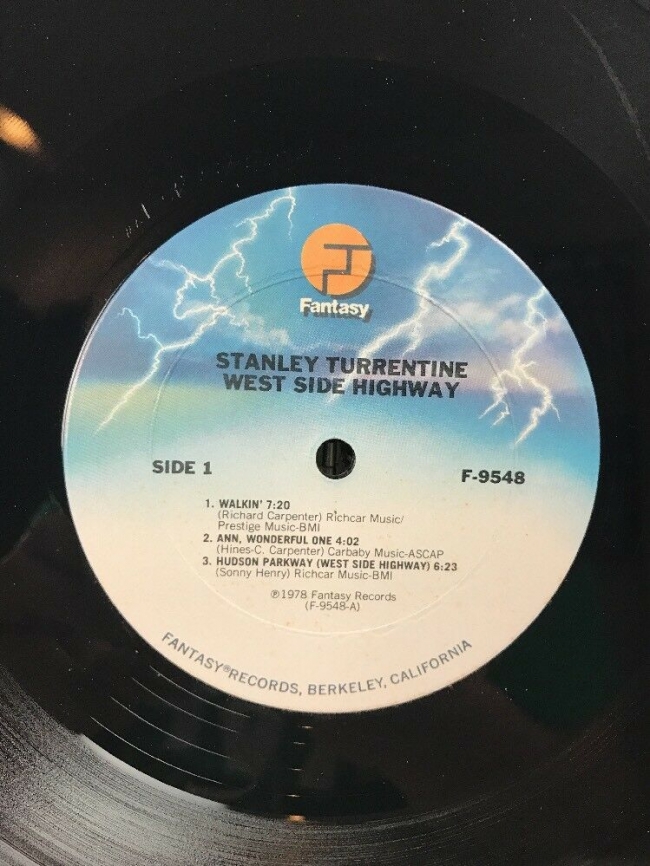 Fantasy
STANLEY TURRENTINE
WEST SIDE HIGHWAY
SIDE 1
F-9548
1. WALKIN' 7:20
(Richard Carpenter) Richcar Music/
Prestige Music-BMI
2. ANN, WONDERFUL ONE 4:02
(Hines-C. Carpenter) Carbaby Music-ASCAP
3. HUDSON PARKWAY (WEST SIDE HIGHWAY) 6:23
(Sonny Henry) Richcar Music-BMI
℗1978 Fantasy Records
(F-9548-A)
FANTASY® RECORDS, BERKELEY, CALIFORNIA